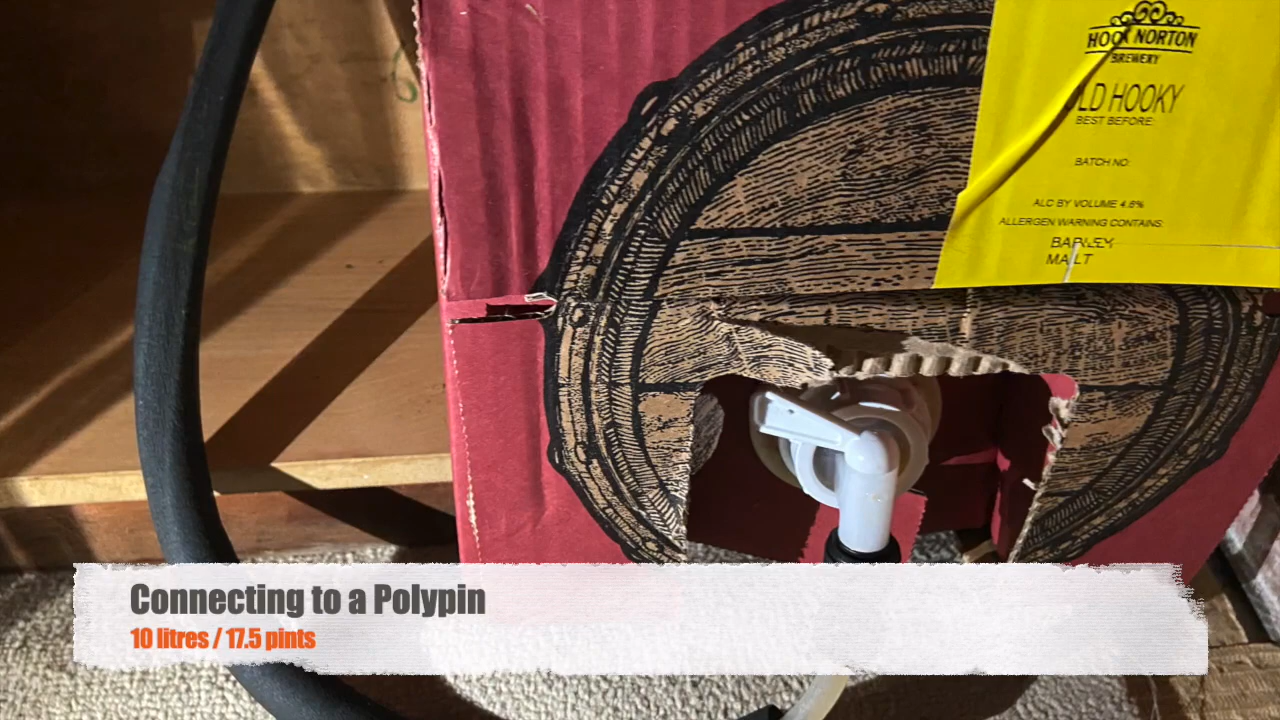 HOOK NORTON
BREWERY
OLD HOOKY
BEST BEFORE:
BATCH NO:
ALC BY VOLUME 4.6%
ALLERGEN WARNING CONTAINS:
BARLEY
MALT
Connecting to a Polypin
10 litres / 17.5 pints